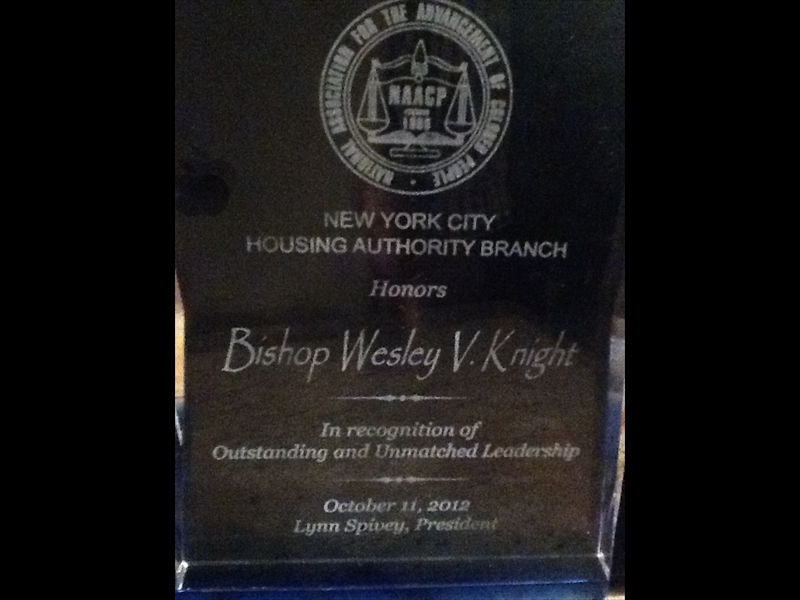 NATIONAL ASSOCIATION FOR THE ADVANCEMENT OF COLORED PEOPLE
NAACP
NEW YORK CITY
HOUSING AUTHORITY BRANCH
Honors
Bishop Wesley V. Knight
In recognition of
Outstanding and Unmatched Leadership
October 11, 2012
Lynn Spivey, President